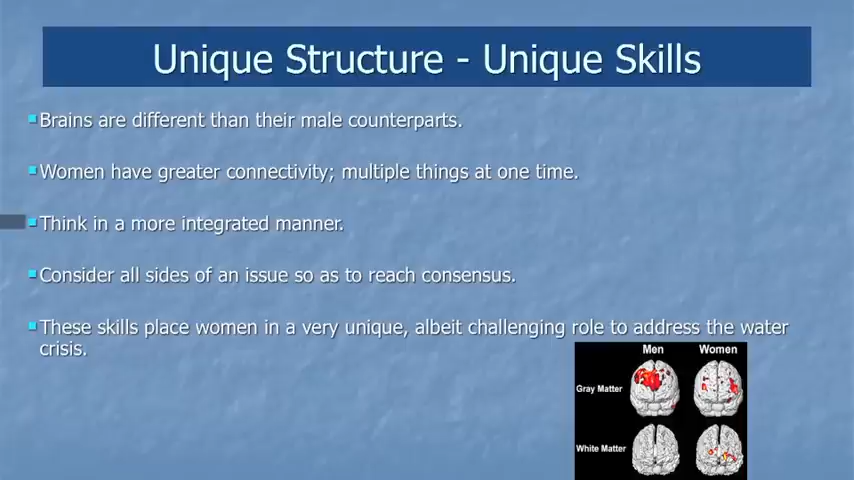 Unique Structure - Unique Skills
Brains are different than their male counterparts.
Women have greater connectivity; multiple things at one time.
Think in a more integrated manner.
Consider all sides of an issue so as to reach consensus.
These skills place women in a very unique, albeit challenging role to address the water
crisis.
Men Women
Gray Matter
White Matter